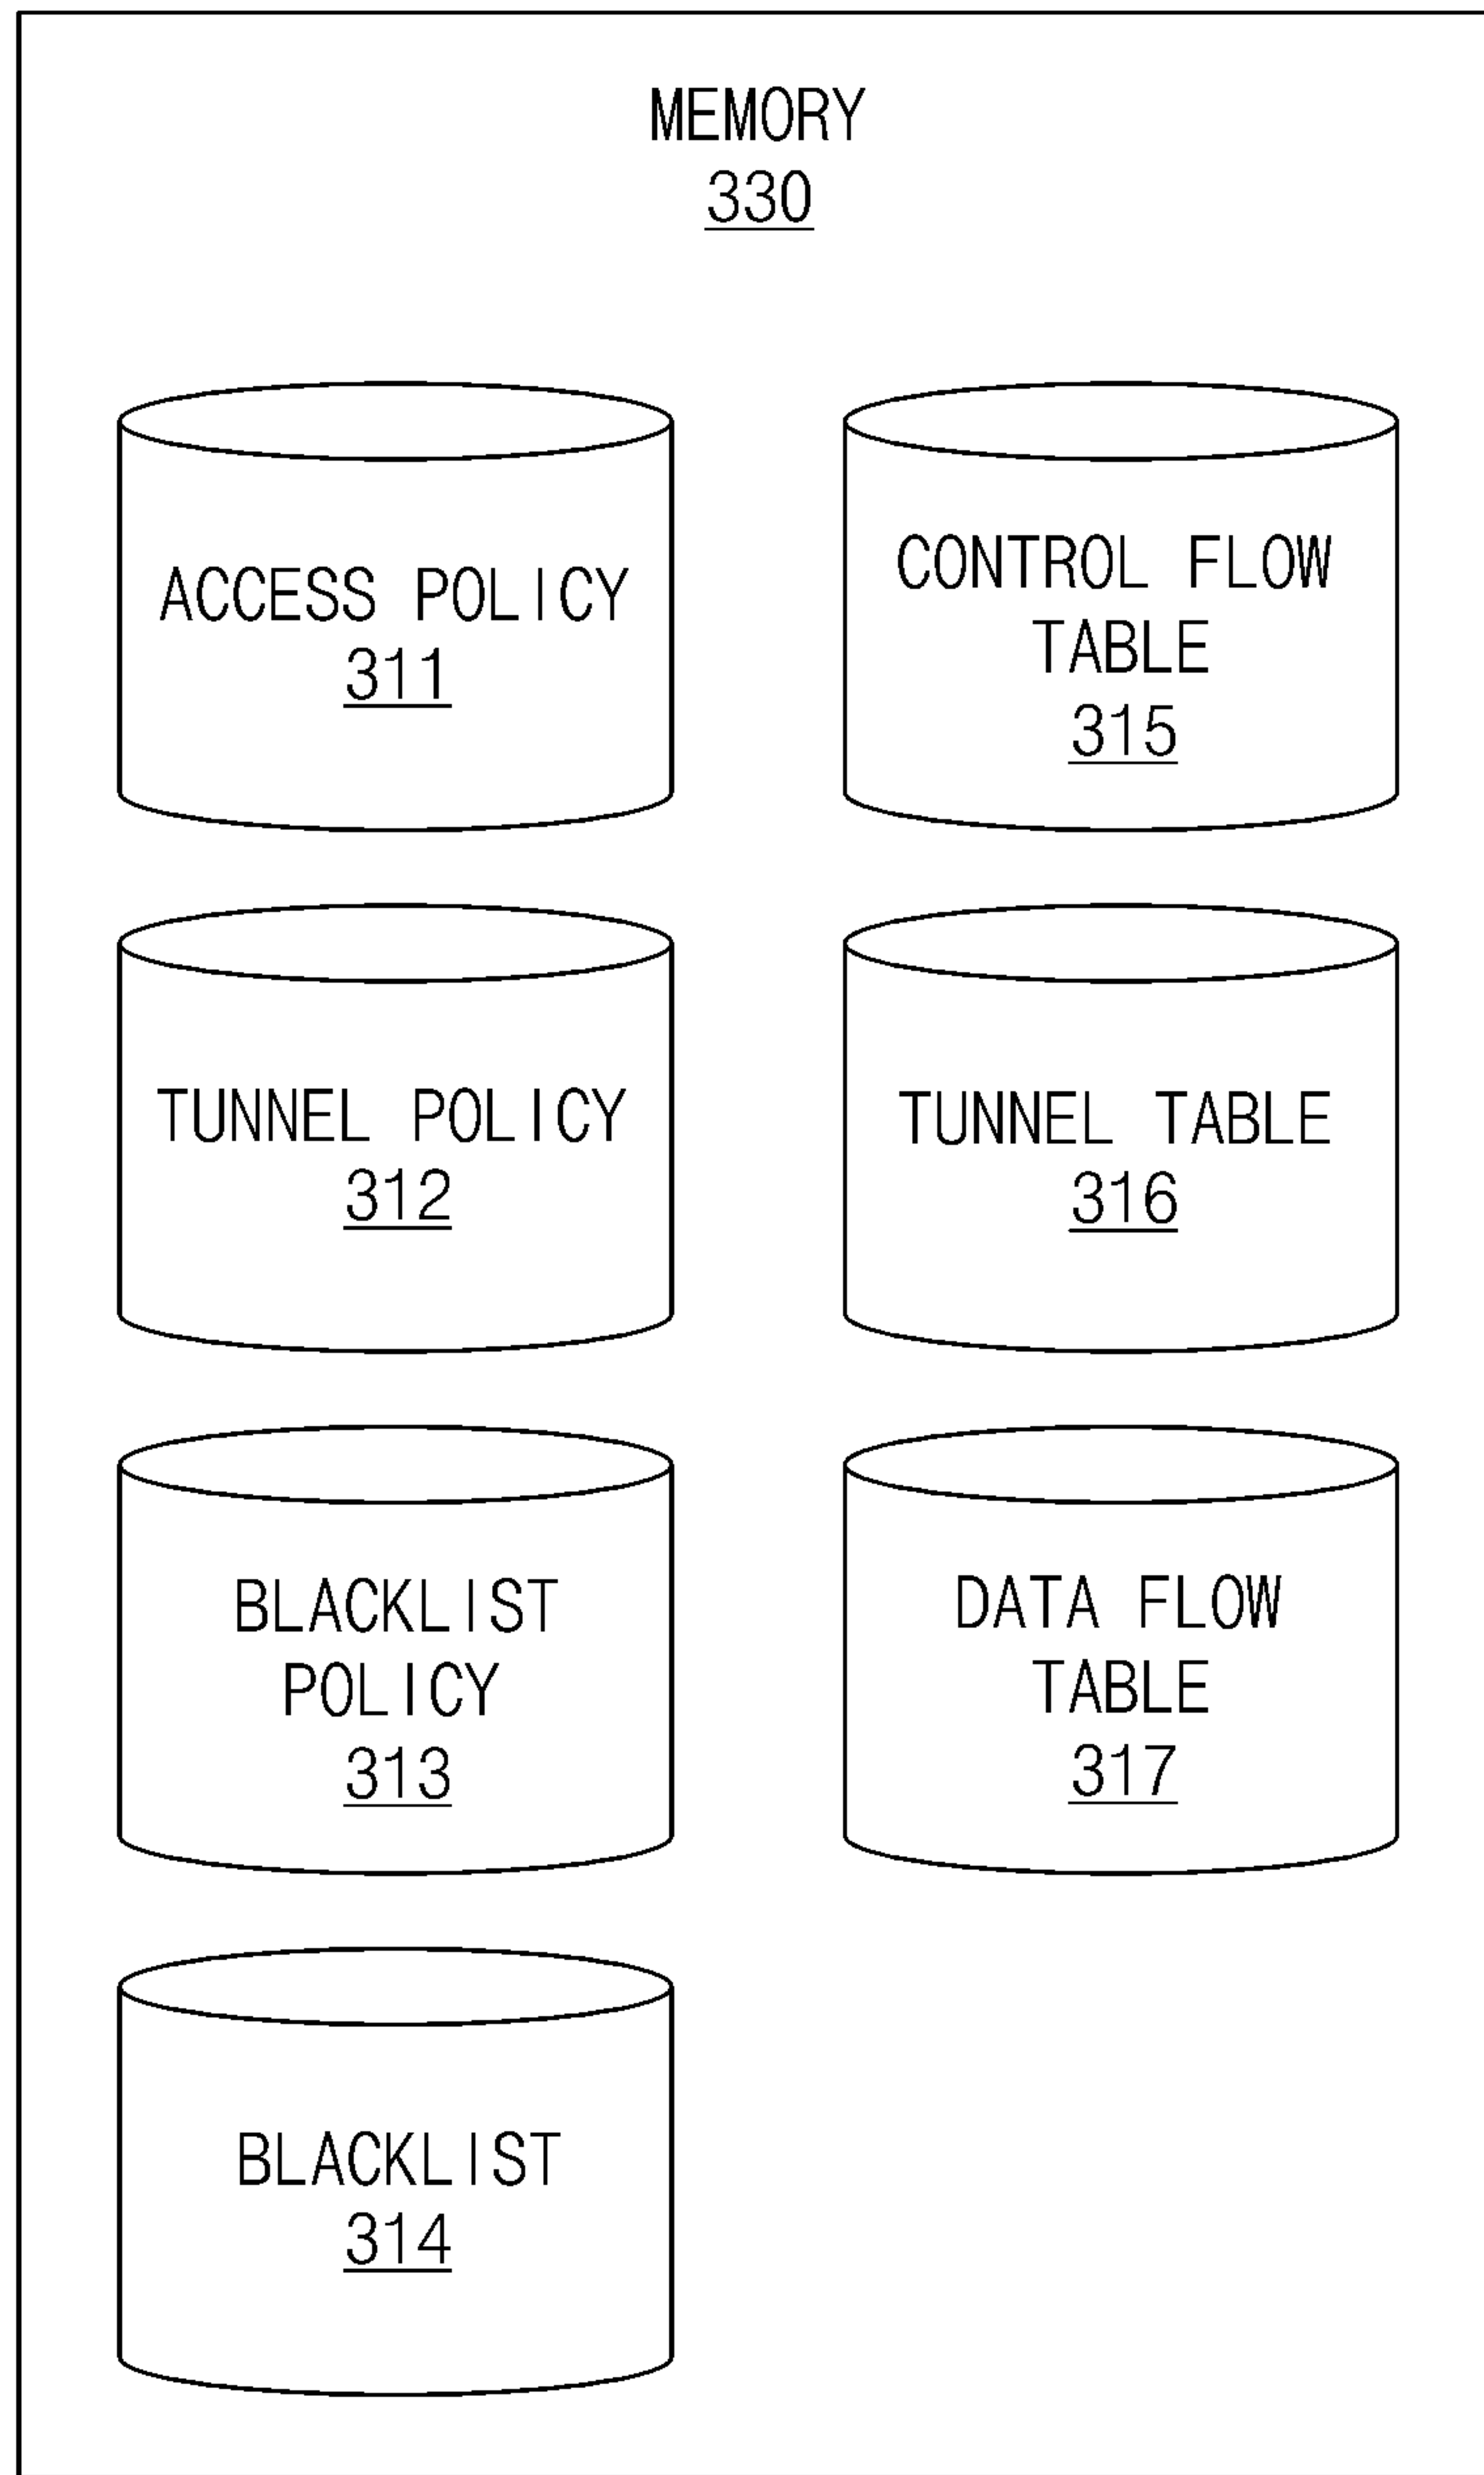 MEMORY
330
ACCESS POLICY
311
CONTROL FLOW
TABLE
315
TUNNEL POLICY
312
TUNNEL TABLE
316
BLACKLIST
POLICY
313
DATA FLOW
TABLE
317
BLACKLIST
314